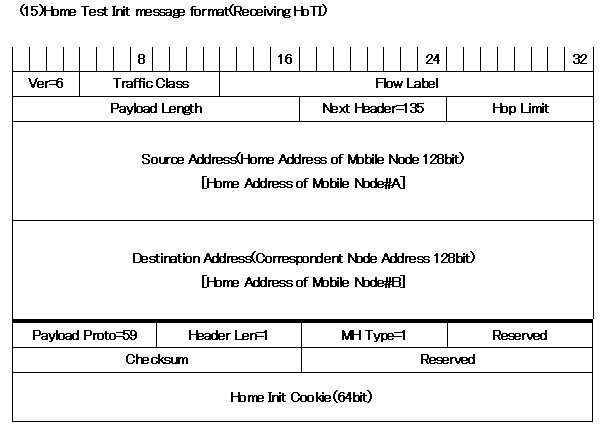 (15)Home Test Init message format(Receiving HoTI)
8 16 24 32
Ver=6 Traffic Class Flow Label
Payload Length Next Header=135 Hop Limit
Source Address(Home Address of Mobile Node 128bit)
[Home Address of Mobile Node#A]
Destination Address(Correspondent Node Address 128bit)
[Home Address of Mobile Node#B]
Payload Proto=59 Header Len=1 MH Type=1 Reserved
Checksum Reserved
Home Init Cookie(64bit)